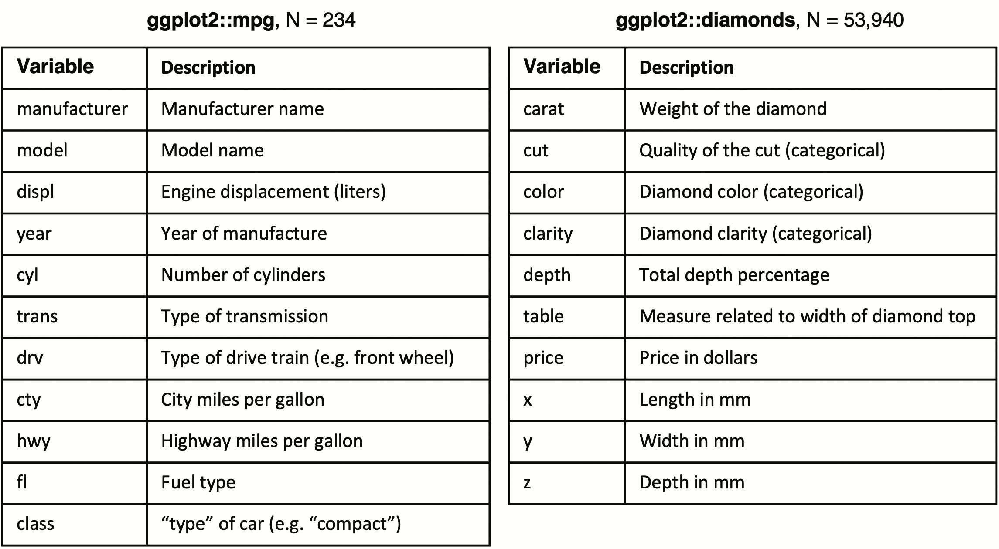 ggplot2::mpg, N = 234
Variable Description
manufacturer Manufacturer name
model Model name
displ Engine displacement (liters)
year Year of manufacture
cyl Number of cylinders
trans Type of transmission
drv Type of drive train (e.g. front wheel)
cty City miles per gallon
hwy Highway miles per gallon
fl Fuel type
class “type” of car (e.g. “compact”)
ggplot2::diamonds, N = 53,940
Variable Description
carat Weight of the diamond
cut Quality of the cut (categorical)
color Diamond color (categorical)
clarity Diamond clarity (categorical)
depth Total depth percentage
table Measure related to width of diamond top
price Price in dollars
x Length in mm
y Width in mm
z Depth in mm